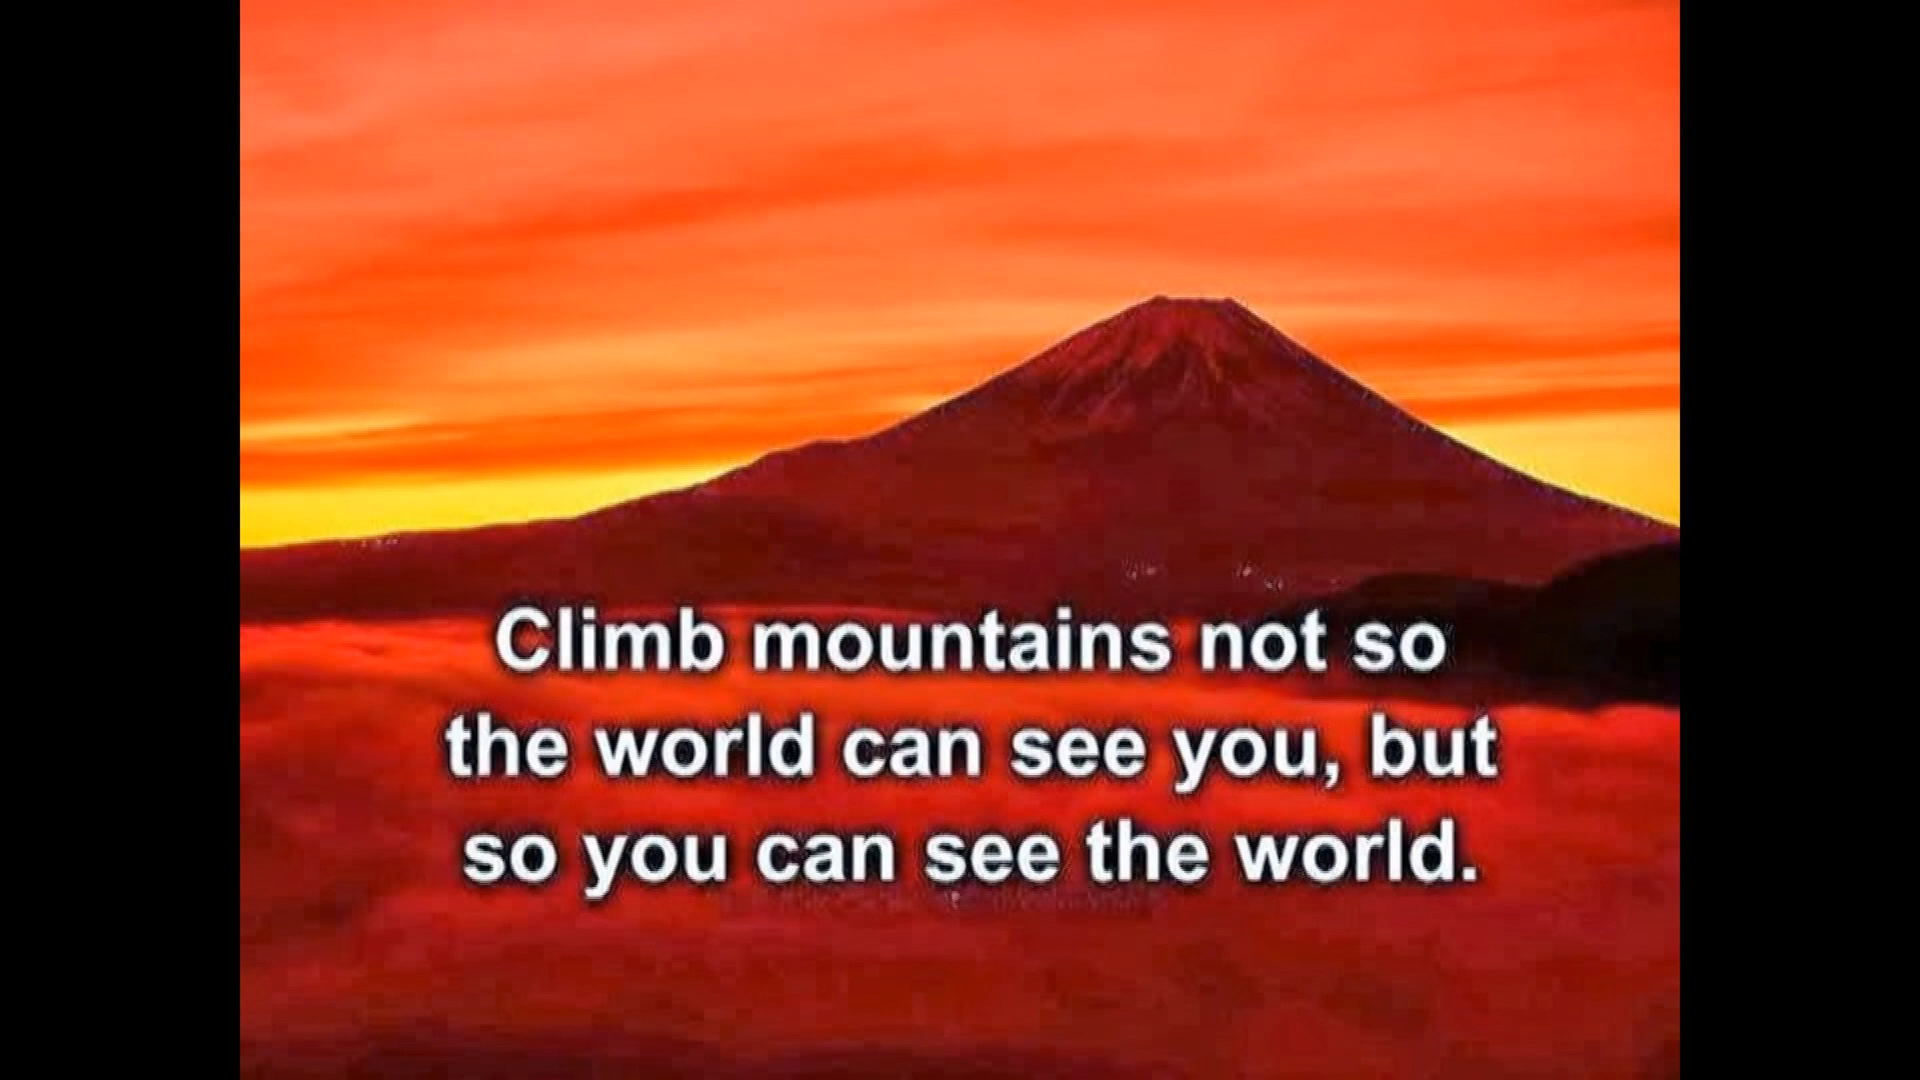 Climb mountains not so
the world can see you, but
so you can see the world.